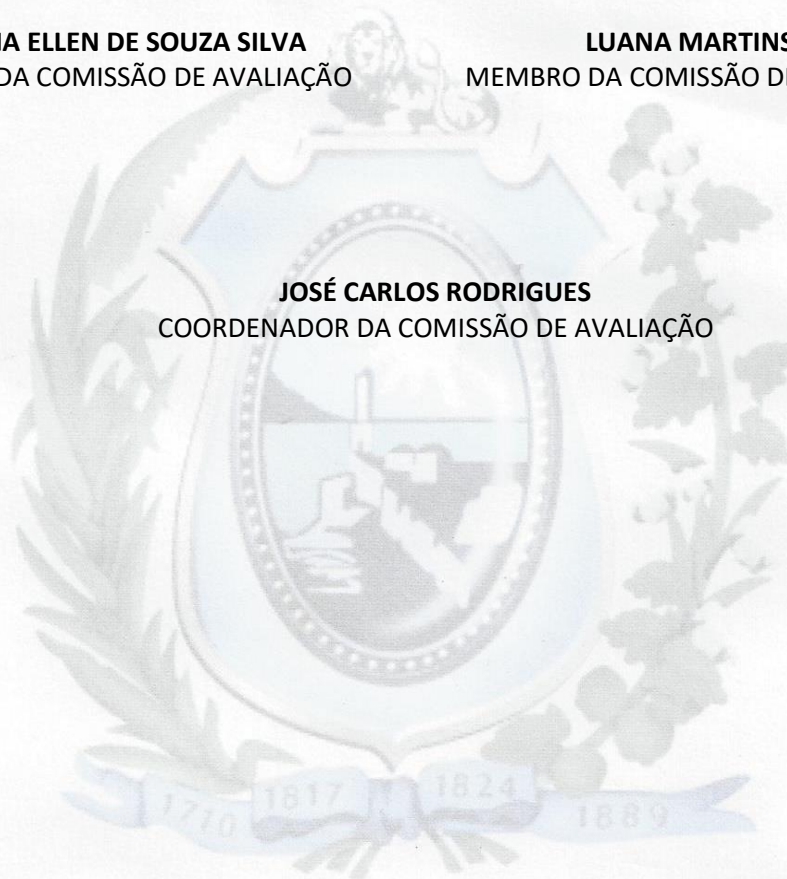 A ELLEN DE SOUZA SILVA LUANA MARTINS
DA COMISSÃO DE AVALIAÇÃO MEMBRO DA COMISSÃO DE
JOSÉ CARLOS RODRIGUES
COORDENADOR DA COMISSÃO DE AVALIAÇÃO
1710 1817 1824 1889